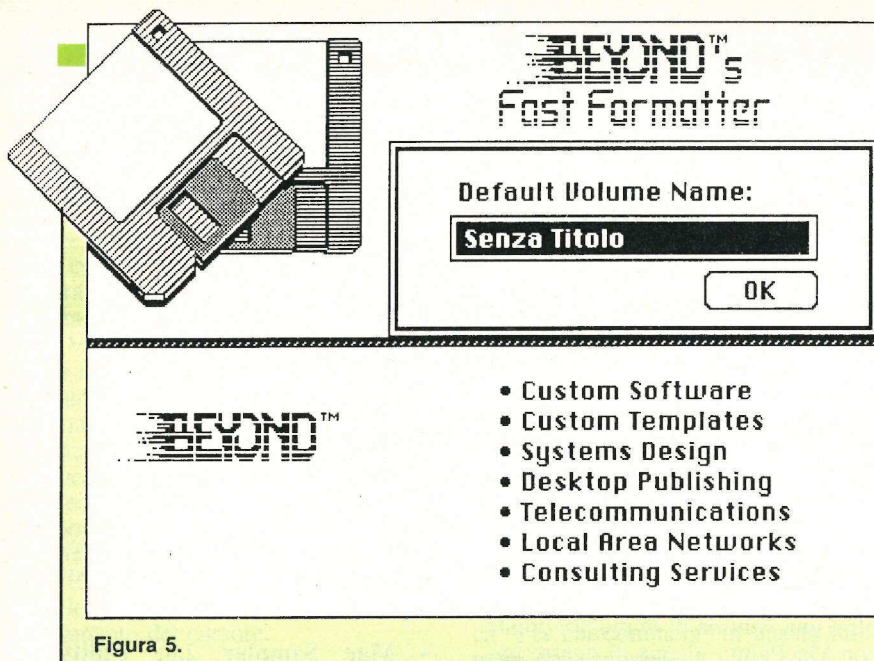 BEYOND™'s
Fast Formatter
Default Volume Name:
Senza Titolo
OK
BEYOND™
• Custom Software
• Custom Templates
• Systems Design
• Desktop Publishing
• Telecommunications
• Local Area Networks
• Consulting Services
Figura 5.